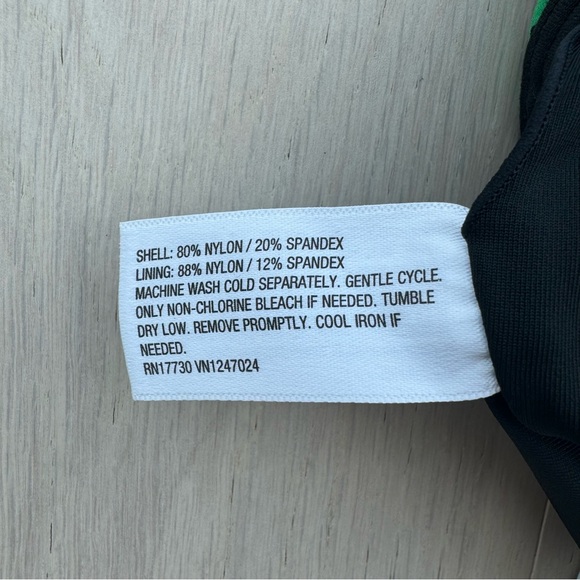 SHELL: 80% NYLON / 20% SPANDEX
LINING: 88% NYLON / 12% SPANDEX
MACHINE WASH COLD SEPARATELY. GENTLE CYCLE.
ONLY NON-CHLORINE BLEACH IF NEEDED. TUMBLE
DRY LOW. REMOVE PROMPTLY. COOL IRON IF
NEEDED.
RN17730 VN1247024